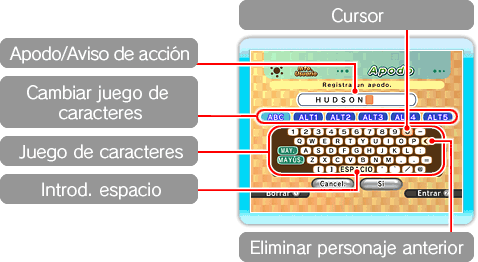 Cursor
Apodo/Aviso de acción
Cambiar juego de
caracteres
Juego de caracteres
Introd. espacio
Apodo
Registra un apodo.
HUDSON
ABC ALT1 ALT2 ALT3 ALT4 ALT5
1 2 3 4 5 6 7 8 9
Q W E R T Y U I O P
MAY. A S D F G H J K L
MAYÚS. Z X C V B N M
[ ] ESPACIO / @
Cancel. Sí
Borrar
Entrar
Eliminar personaje anterior